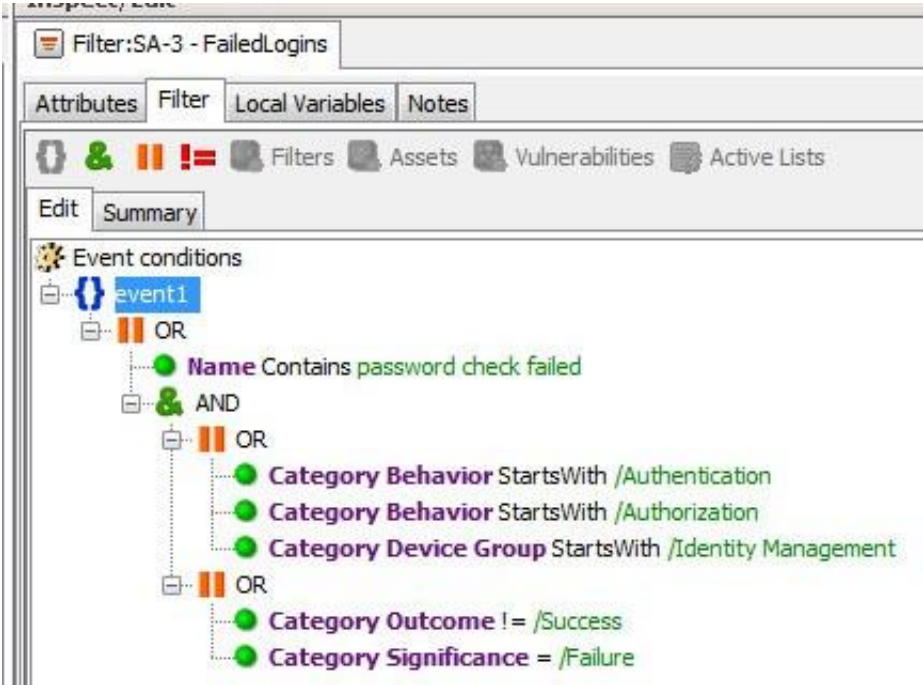 Inspect/Edit
Filter:SA-3 - FailedLogins
Attributes Filter Local Variables Notes
{} & || != Filters Assets Vulnerabilities Active Lists
Edit Summary
Event conditions
{} event1
|| OR
Name Contains password check failed
& AND
|| OR
Category Behavior StartsWith /Authentication
Category Behavior StartsWith /Authorization
Category Device Group StartsWith /Identity Management
|| OR
Category Outcome != /Success
Category Significance = /Failure